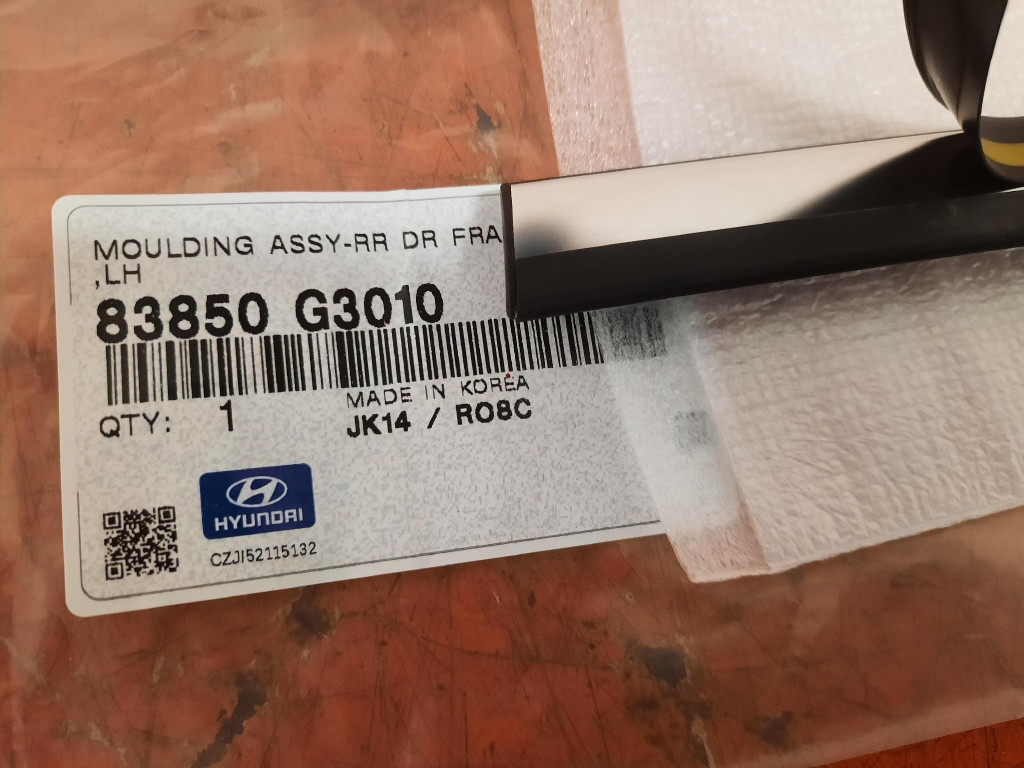 MOULDING ASSY-RR DR FRA
,LH
83850 G3010
QTY: 1
MADE IN KOREA
JK14 / RO8C
HYUNDAI
CZJI52115132